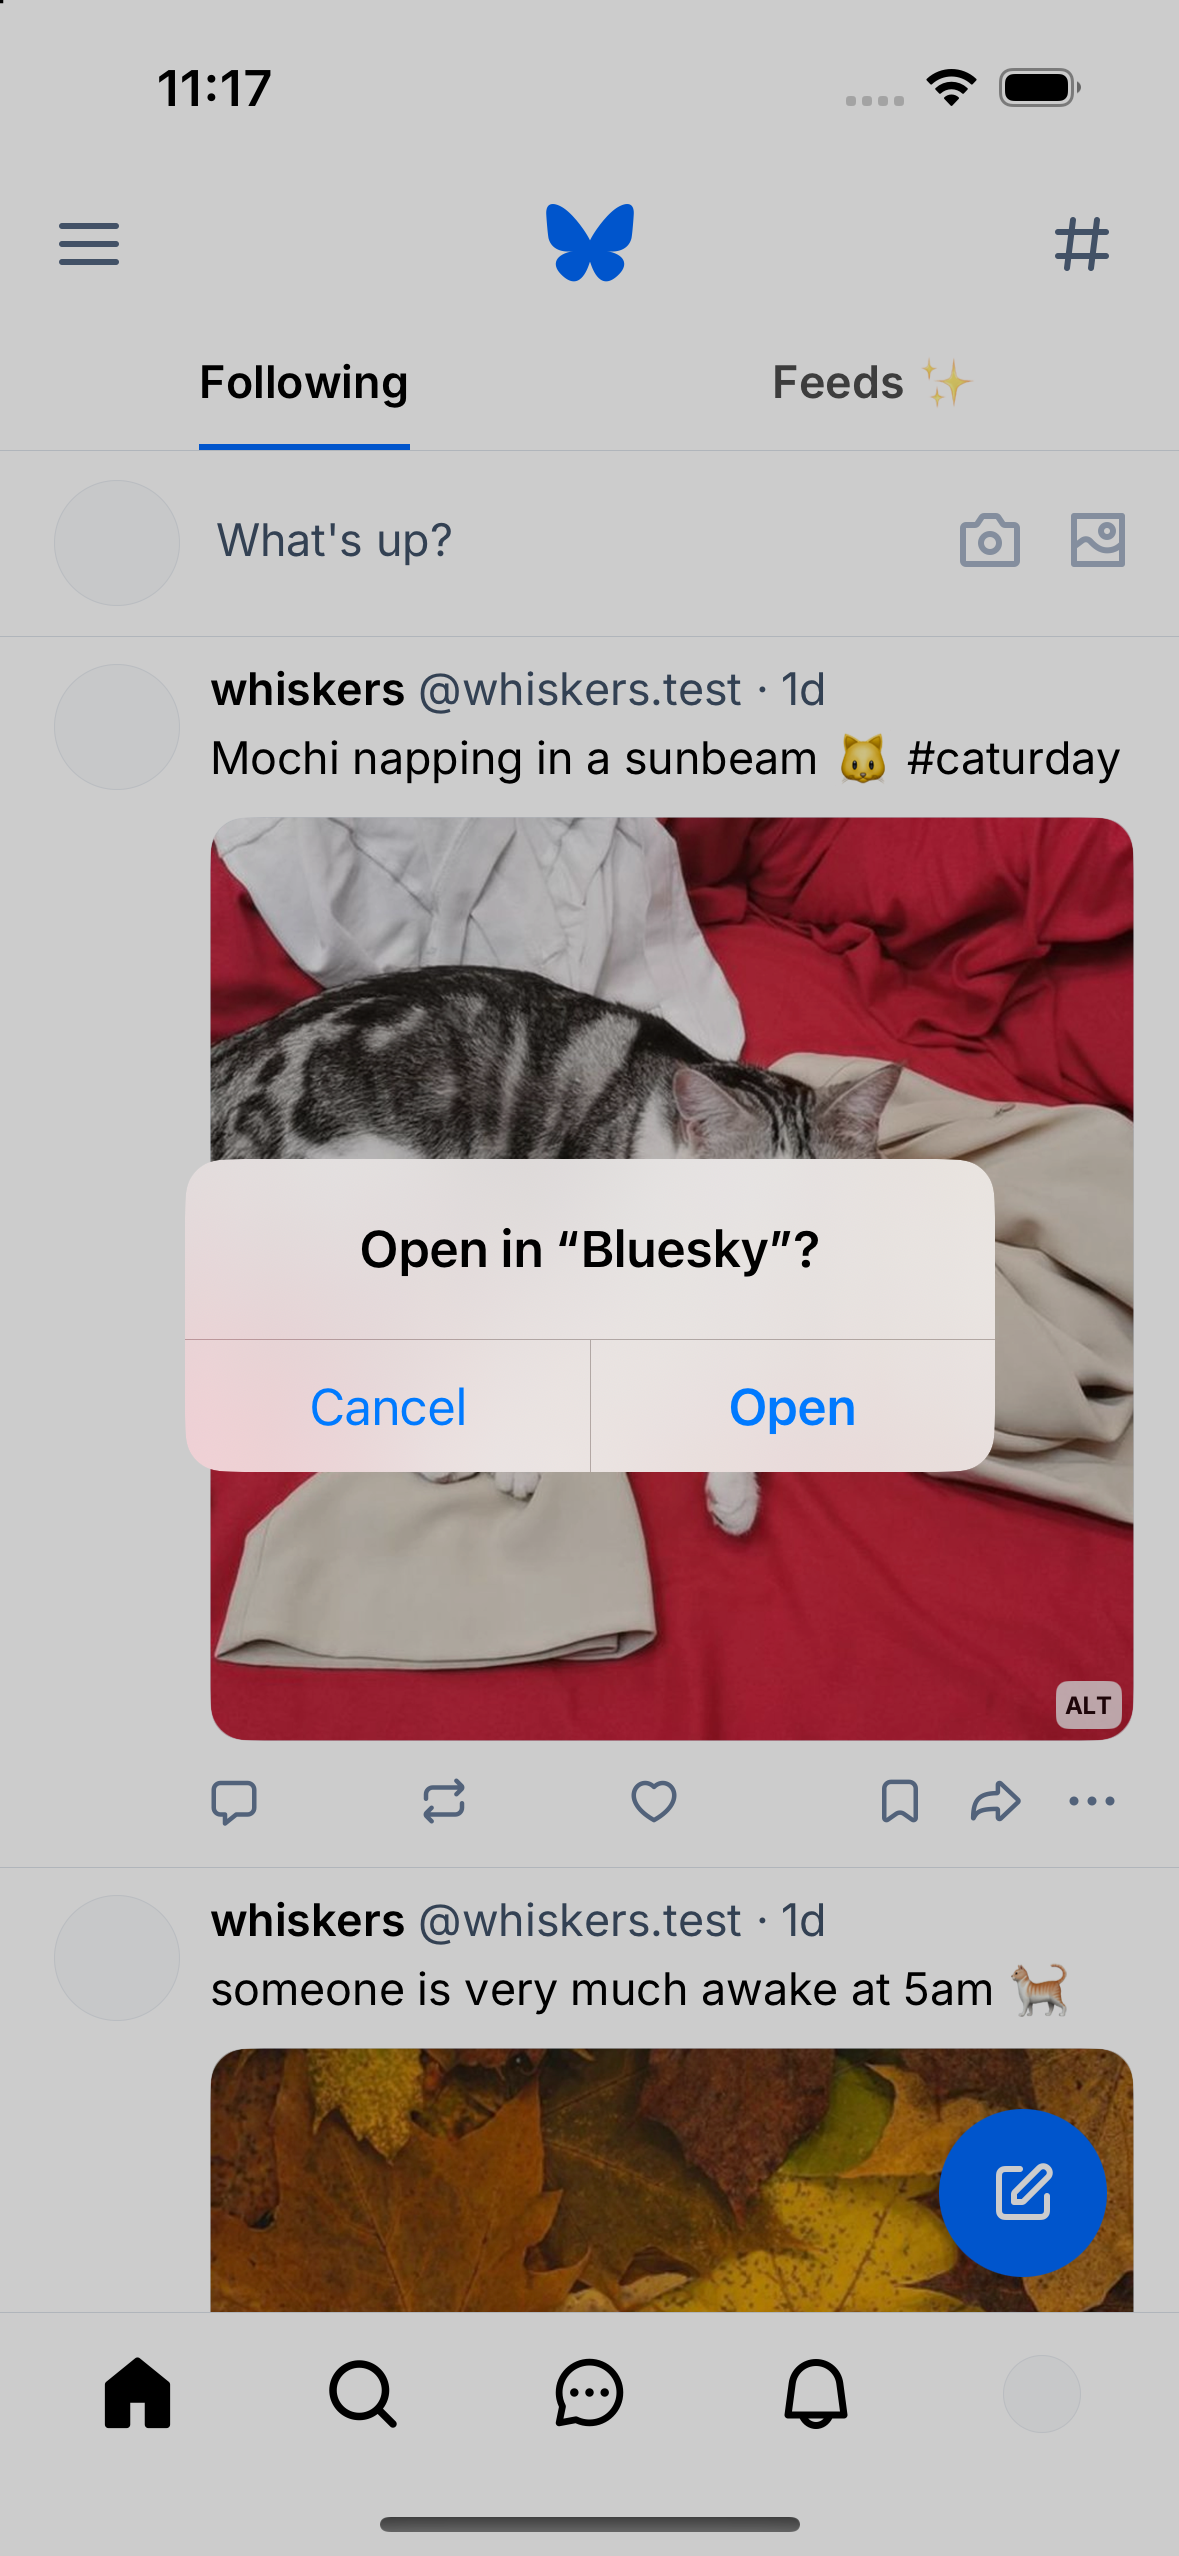 11:17
Following
Feeds ✨
What's up?
whiskers @whiskers.test · 1d
Mochi napping in a sunbeam 🐱 #caturday
Open in “Bluesky”?
Cancel
Open
ALT
whiskers @whiskers.test · 1d
someone is very much awake at 5am 🐈